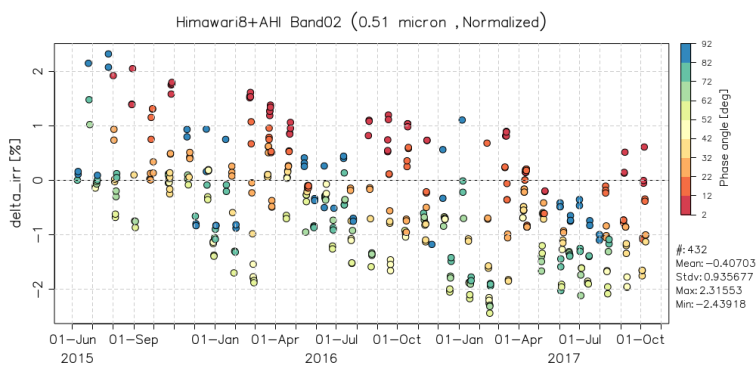 Himawari8+AHI Band02 (0.51 micron ,Normalized)
delta_irr [%]
2
1
0
−1
−2
01-Jun 01-Sep 01-Jan 01-Apr 01-Jul 01-Oct 01-Jan 01-Apr 01-Jul 01-Oct
2015 2016 2017
92
82
72
62
52
42
32
22
12
2
Phase angle [deg]
#: 432
Mean: −0.40703
Stdv: 0.935677
Max: 2.31553
Min: −2.43918